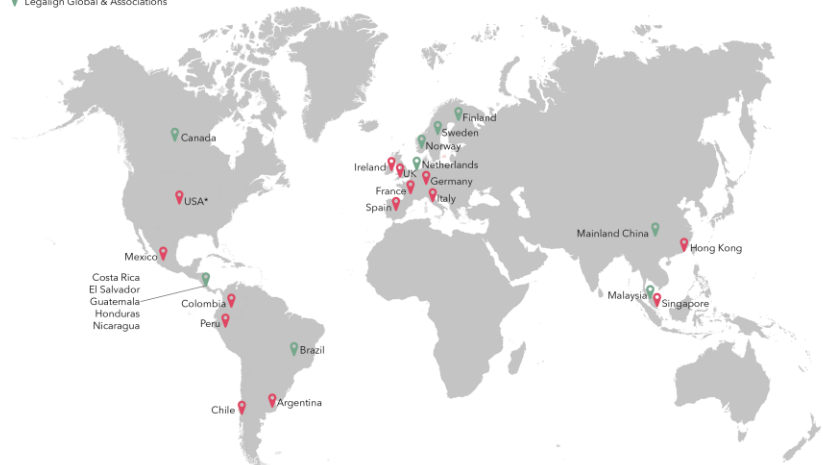 Legalign Global & Associations
Finland
Sweden
Canada
Norway
Netherlands
Ireland
UK
Germany
France
Italy
USA*
Spain
Mainland China
Hong Kong
Mexico
Costa Rica
El Salvador
Guatemala
Honduras
Nicaragua
Malaysia
Singapore
Colombia
Peru
Brazil
Argentina
Chile